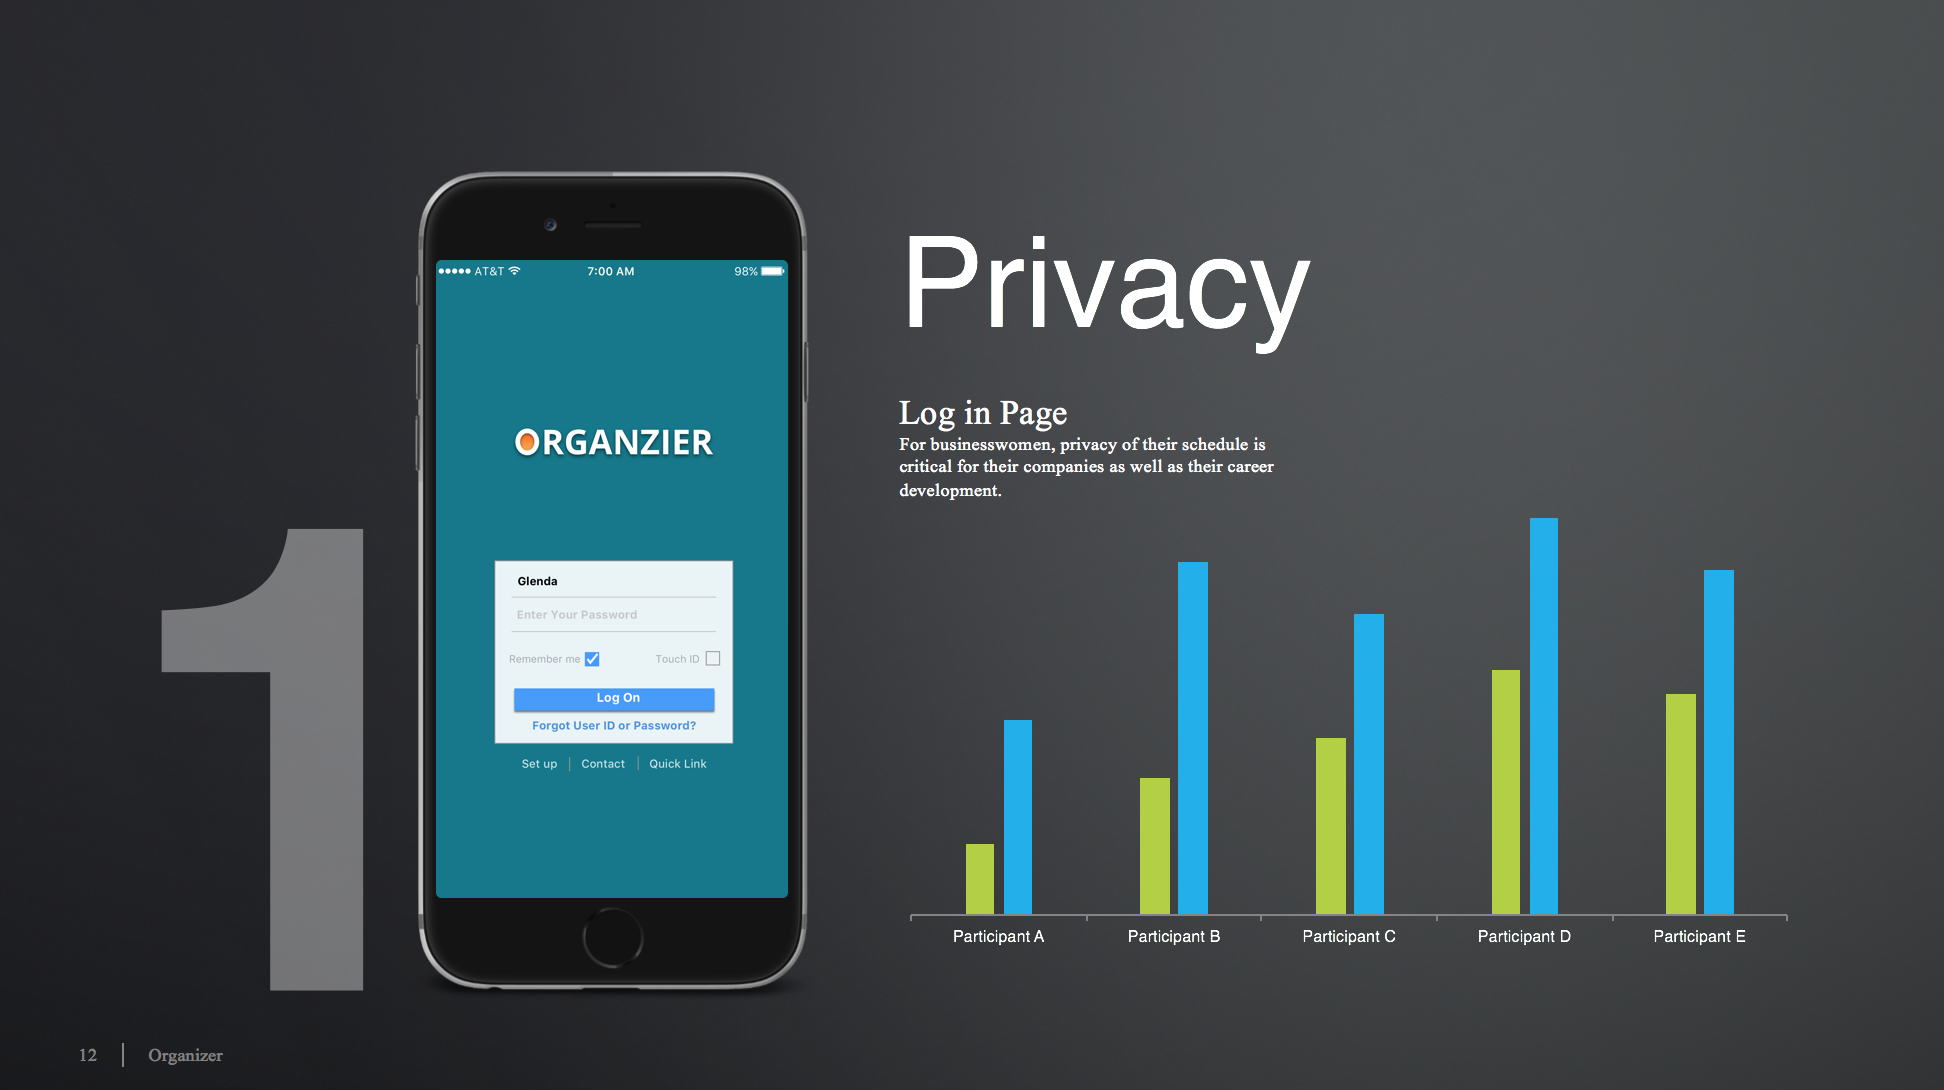 1
AT&T 7:00 AM 98%
ORGANZIER
Glenda
Enter Your Password
Remember me Touch ID
Log On
Forgot User ID or Password?
Set up | Contact | Quick Link
Privacy
Log in Page
For businesswomen, privacy of their schedule is
critical for their companies as well as their career
development.
Participant A Participant B Participant C Participant D Participant E
12 | Organizer